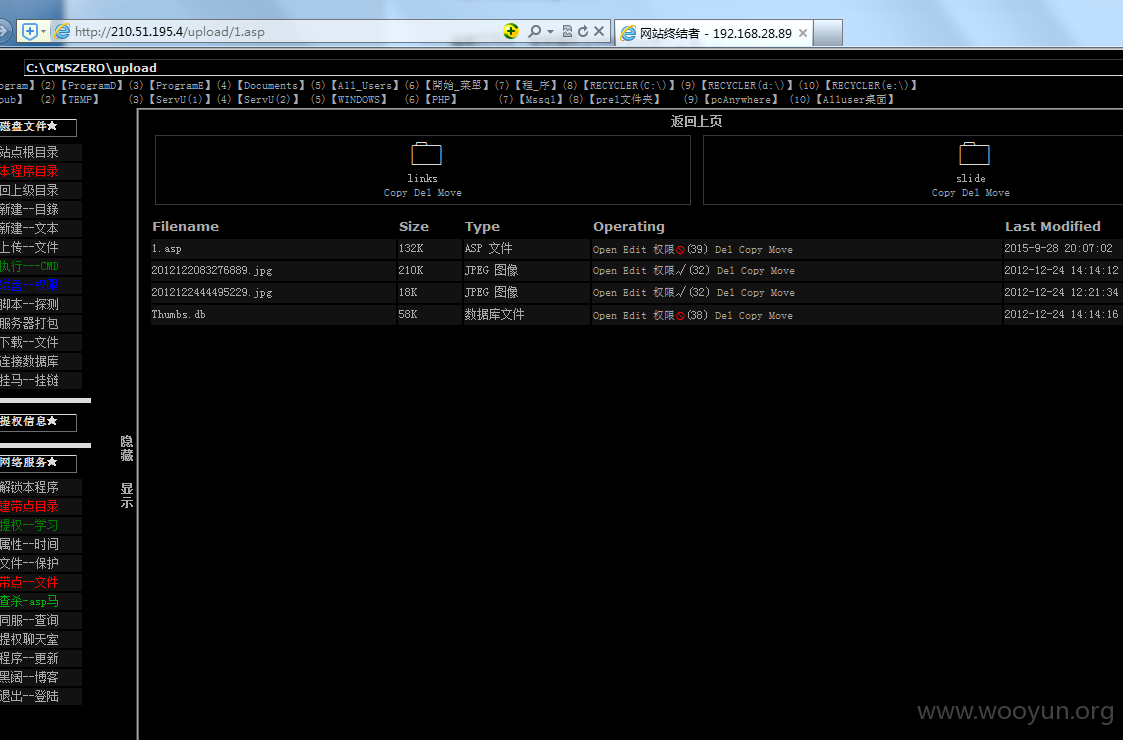 http://210.51.195.4/upload/1.asp
网站终结者 - 192.168.28.89
C:\CMSZERO\upload
ogram】(2)【ProgramD】(3)【ProgramE】(4)【Documents】(5)【All_Users】(6)【開始_菜單】(7)【程_序】(8)【RECYCLER(C:\)】(9)【RECYCLER(d:\)】(10)【RECYCLER(e:\)】
pub】 (2)【TEMP】 (3)【ServU(1)】(4)【ServU(2)】 (5)【WINDOWS】 (6)【PHP】 (7)【Mssql】(8)【prel文件夹】 (9)【pcAnywhere】 (10)【Alluser桌面】
磁盘文件★
站点根目录
本程序目录
回上级目录
新建--目錄
新建--文本
上传--文件
执行---CMD
脚本--探测
服务器打包
下载--文件
连接数据库
挂马--挂链
提权信息★
网络服务★
解锁本程序
建带点目录
提权--学习
属性--时间
文件--保护
带点--文件
查杀-asp马
同服--查询
提权聊天室
程序--更新
黑阔--博客
退出--登陆
隐藏
显示
返回上页
links
Copy Del Move
slide
Copy Del Move
Filename Size Type Operating Last Modified
1.asp 132K ASP 文件 Open Edit 权限(39) Del Copy Move 2015-9-28 20:07:02
2012122083276889.jpg 210K JPEG 图像 Open Edit 权限√(32) Del Copy Move 2012-12-24 14:14:12
2012122444495229.jpg 18K JPEG 图像 Open Edit 权限√(32) Del Copy Move 2012-12-24 12:21:34
Thumbs.db 58K 数据库文件 Open Edit 权限(38) Del Copy Move 2012-12-24 14:14:16
www.wooyun.org